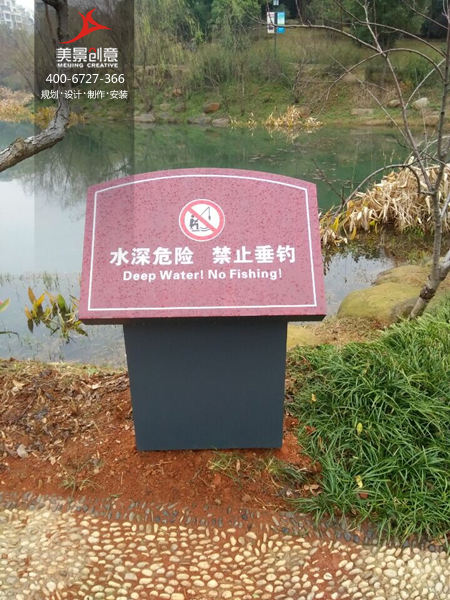 美景创意
MEIJING CREATIVE
400-6727-366
规划·设计·制作·安装
水深危险 禁止垂钓
Deep Water! No Fishing!